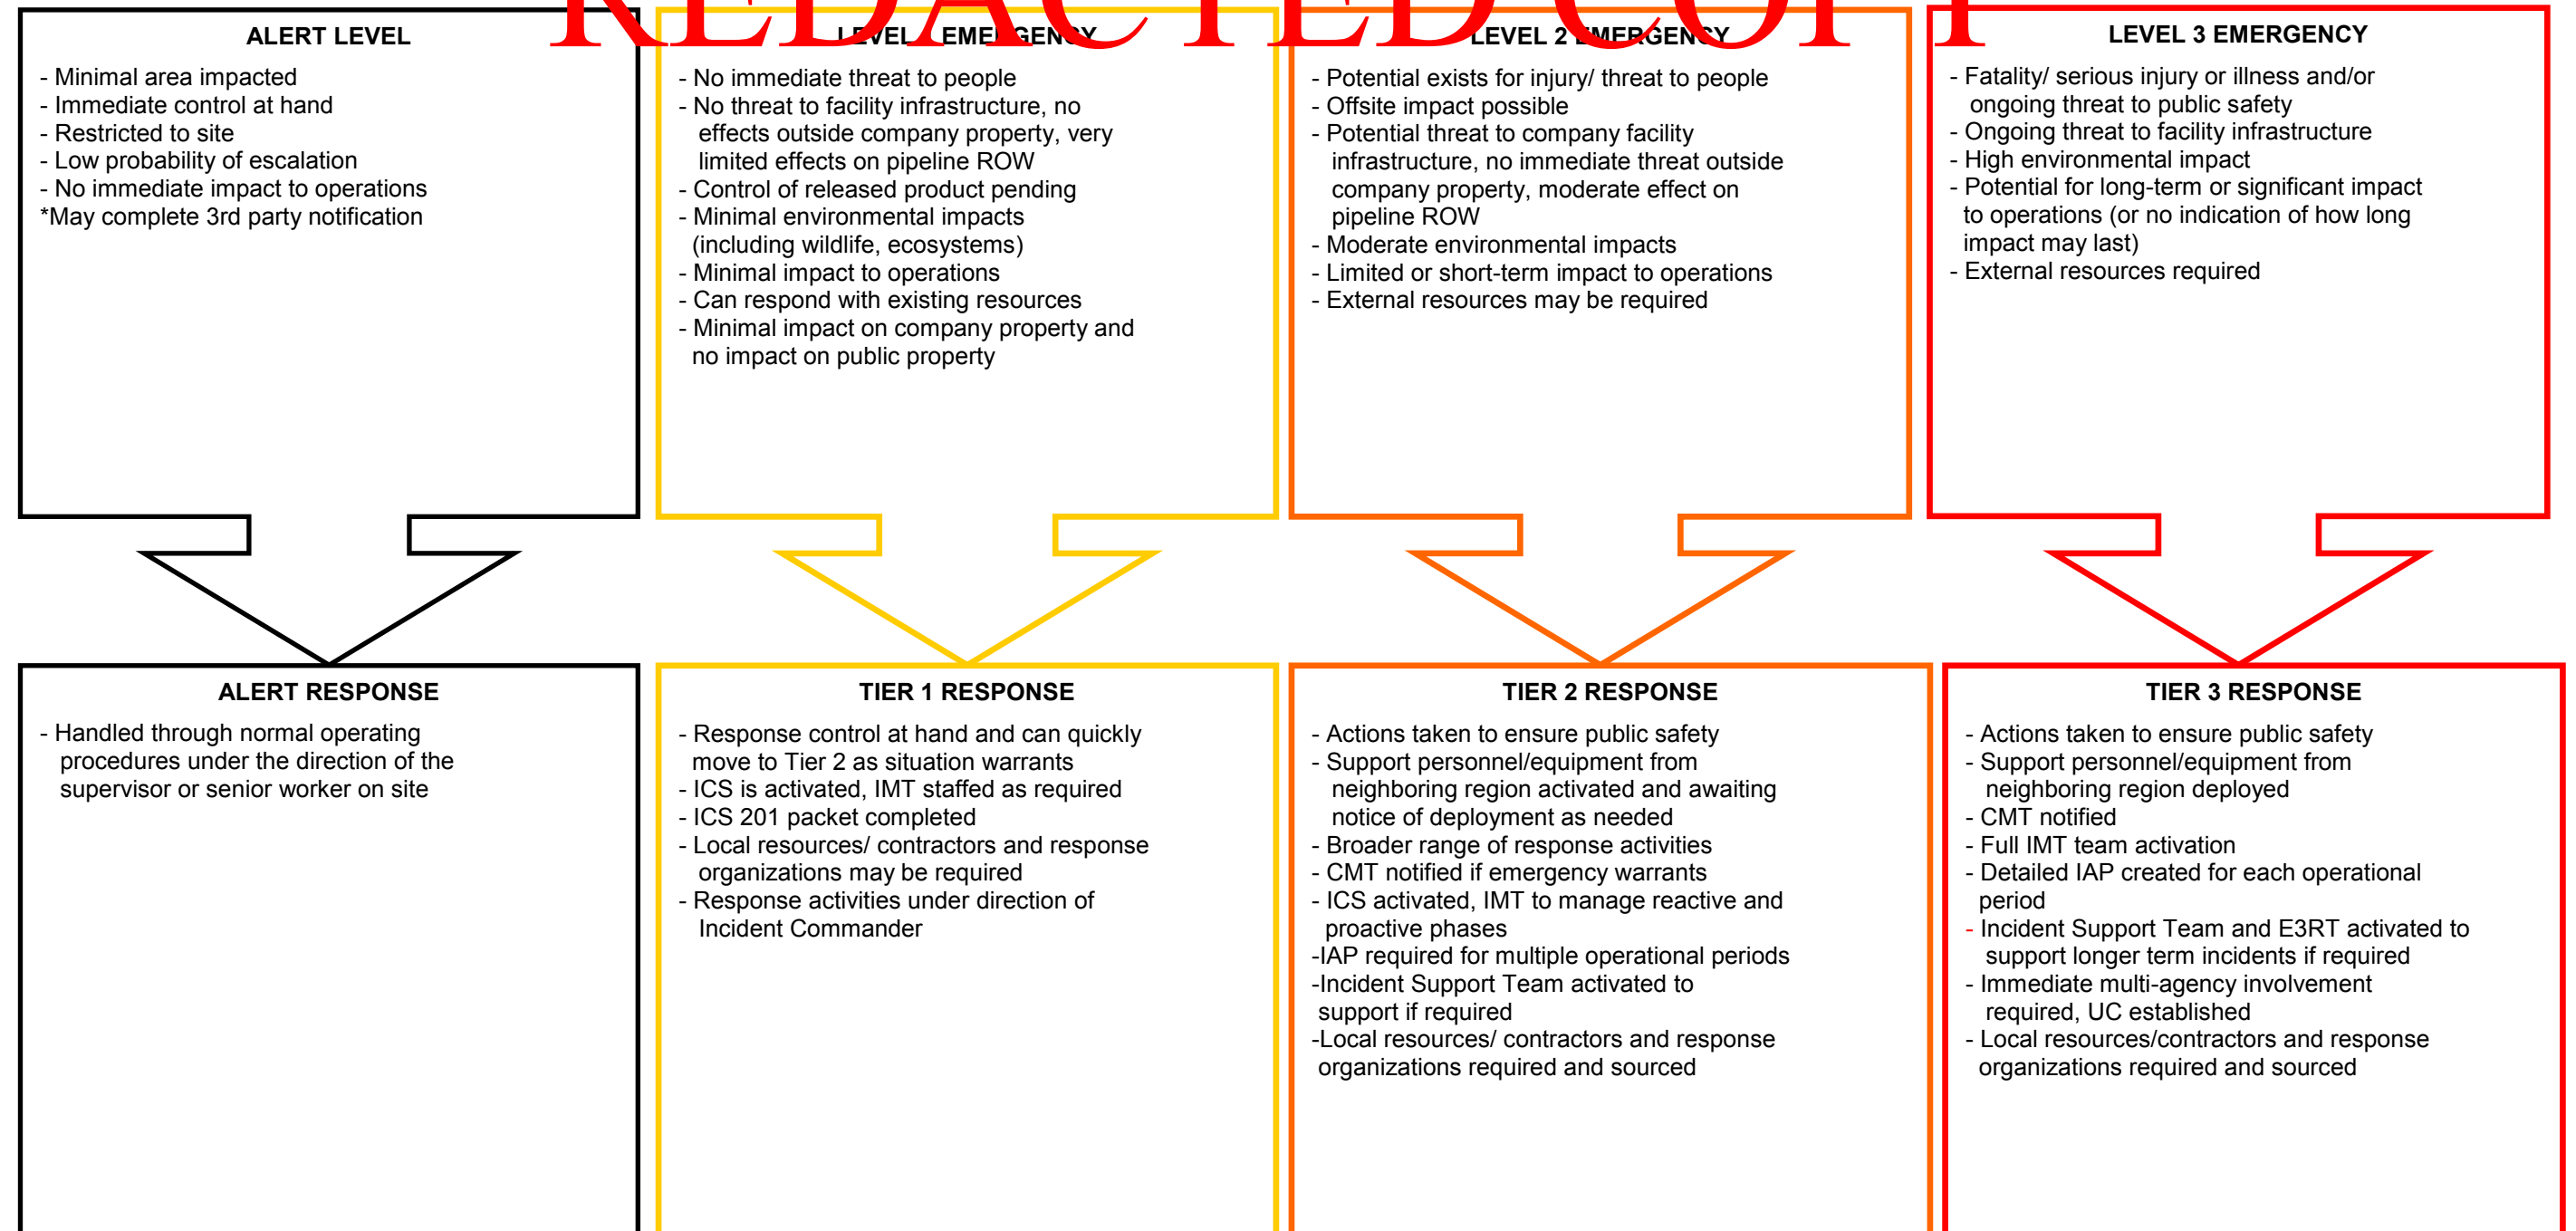 REDACTED COPY
ALERT LEVEL
- Minimal area impacted
- Immediate control at hand
- Restricted to site
- Low probability of escalation
- No immediate impact to operations
*May complete 3rd party notification
LEVEL EMERGENCY
- No immediate threat to people
- No threat to facility infrastructure, no
effects outside company property, very
limited effects on pipeline ROW
- Control of released product pending
- Minimal environmental impacts
(including wildlife, ecosystems)
- Minimal impact to operations
- Can respond with existing resources
- Minimal impact on company property and
no impact on public property
LEVEL 2 EMERGENCY
- Potential exists for injury/ threat to people
- Offsite impact possible
- Potential threat to company facility
infrastructure, no immediate threat outside
company property, moderate effect on
pipeline ROW
- Moderate environmental impacts
- Limited or short-term impact to operations
- External resources may be required
LEVEL 3 EMERGENCY
- Fatality/ serious injury or illness and/or
ongoing threat to public safety
- Ongoing threat to facility infrastructure
- High environmental impact
- Potential for long-term or significant impact
to operations (or no indication of how long
impact may last)
- External resources required
ALERT RESPONSE
- Handled through normal operating
procedures under the direction of the
supervisor or senior worker on site
TIER 1 RESPONSE
- Response control at hand and can quickly
move to Tier 2 as situation warrants
- ICS is activated, IMT staffed as required
- ICS 201 packet completed
- Local resources/ contractors and response
organizations may be required
- Response activities under direction of
Incident Commander
TIER 2 RESPONSE
- Actions taken to ensure public safety
- Support personnel/equipment from
neighboring region activated and awaiting
notice of deployment as needed
- Broader range of response activities
- CMT notified if emergency warrants
- ICS activated, IMT to manage reactive and
proactive phases
-IAP required for multiple operational periods
-Incident Support Team activated to
support if required
-Local resources/ contractors and response
organizations required and sourced
TIER 3 RESPONSE
- Actions taken to ensure public safety
- Support personnel/equipment from
neighboring region deployed
- CMT notified
- Full IMT team activation
- Detailed IAP created for each operational
period
- Incident Support Team and E3RT activated to
support longer term incidents if required
- Immediate multi-agency involvement
required, UC established
- Local resources/contractors and response
organizations required and sourced